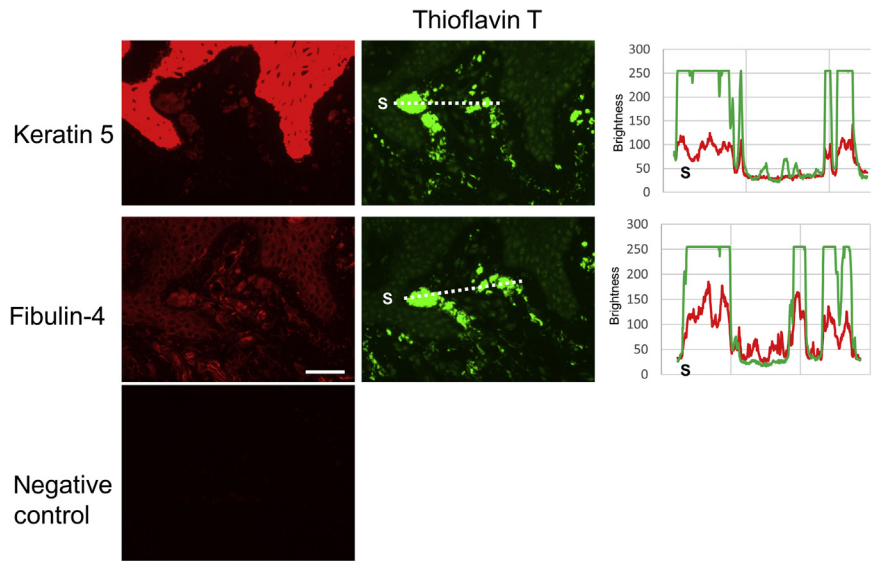 Thioflavin T
Keratin 5
S
Brightness
300
250
200
150
100
50
0
S
Fibulin-4
S
Brightness
300
250
200
150
100
50
0
S
Negative
control